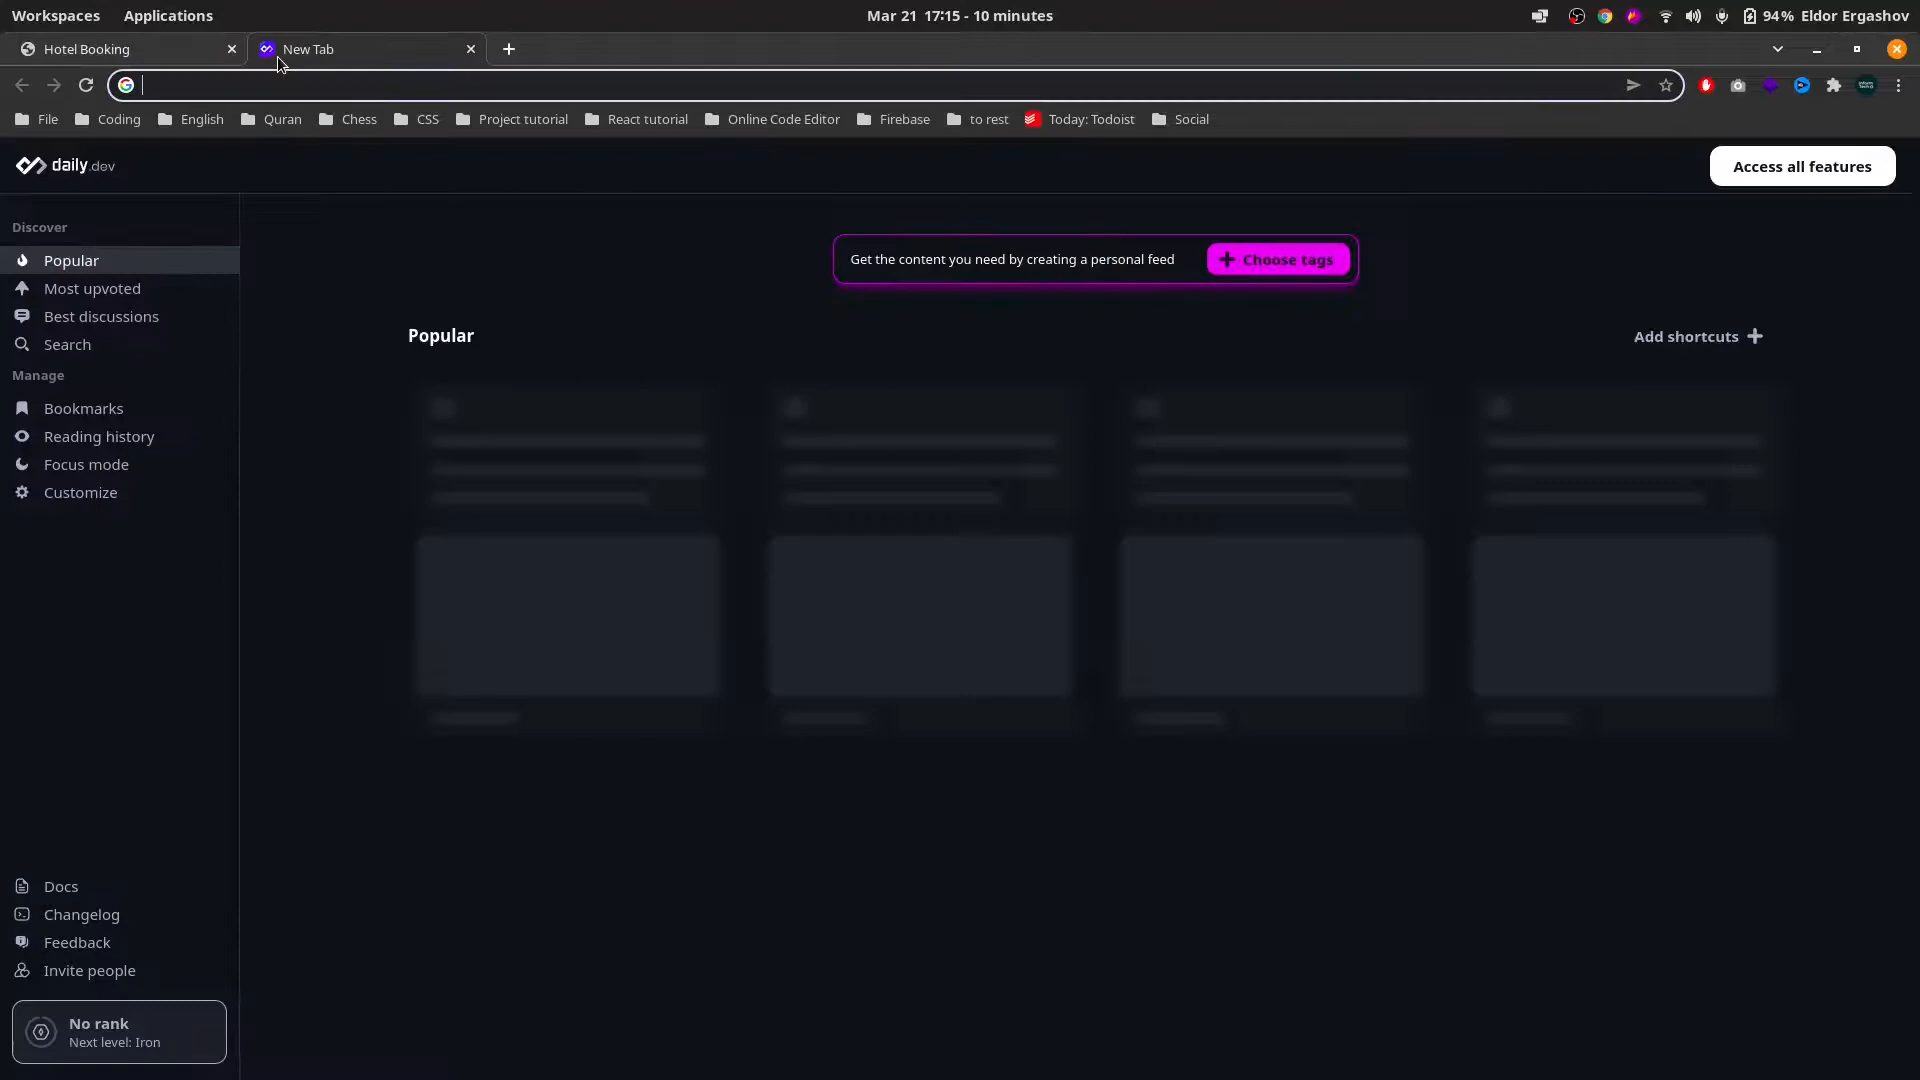 Workspaces Applications Mar 21 17:15 - 10 minutes 94% Eldor Ergashov
Hotel Booking New Tab
File Coding English Quran Chess CSS Project tutorial React tutorial Online Code Editor Firebase to rest Today: Todoist Social
daily.dev Access all features
Discover
Popular
Most upvoted
Best discussions
Search
Manage
Bookmarks
Reading history
Focus mode
Customize
Get the content you need by creating a personal feed Choose tags
Popular Add shortcuts
Docs
Changelog
Feedback
Invite people
No rank
Next level: Iron